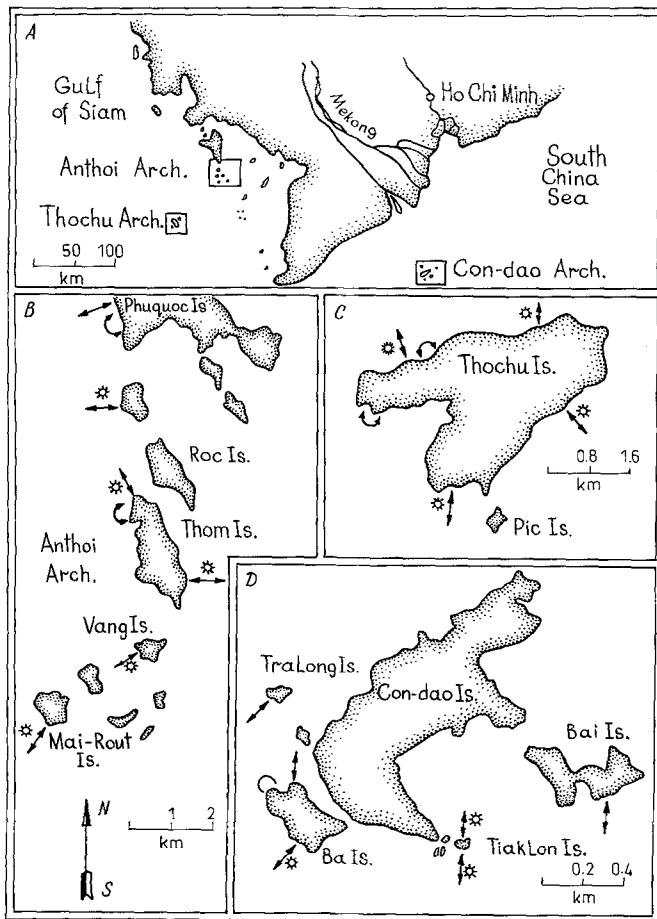 A
Gulf
of Siam
Mekong
Ho Chi Minh
Anthoi Arch.
South
China
Sea
Thochu Arch.
50 100
km
Con-dao Arch.
B
Phuquoc Is
Roc Is.
Thom Is.
Anthoi
Arch.
Vang Is.
Mai-Rout
Is.
N
S
1 2
km
C
Thochu Is.
0.8 1.6
km
Pic Is.
D
TraLong Is.
Con-dao Is.
Bai Is.
Ba Is.
TiakLon Is.
0.2 0.4
km